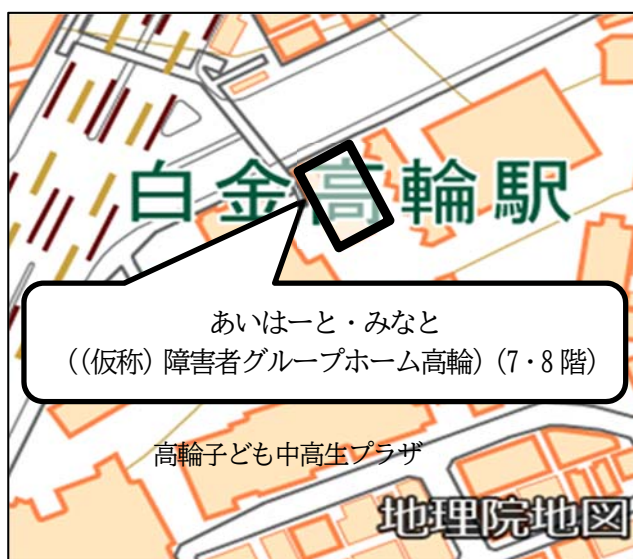 白金高輪駅
あいはーと・みなと
（（仮称）障害者グループホーム高輪）（7・8 階）
高輪子ども中高生プラザ
地理院地図